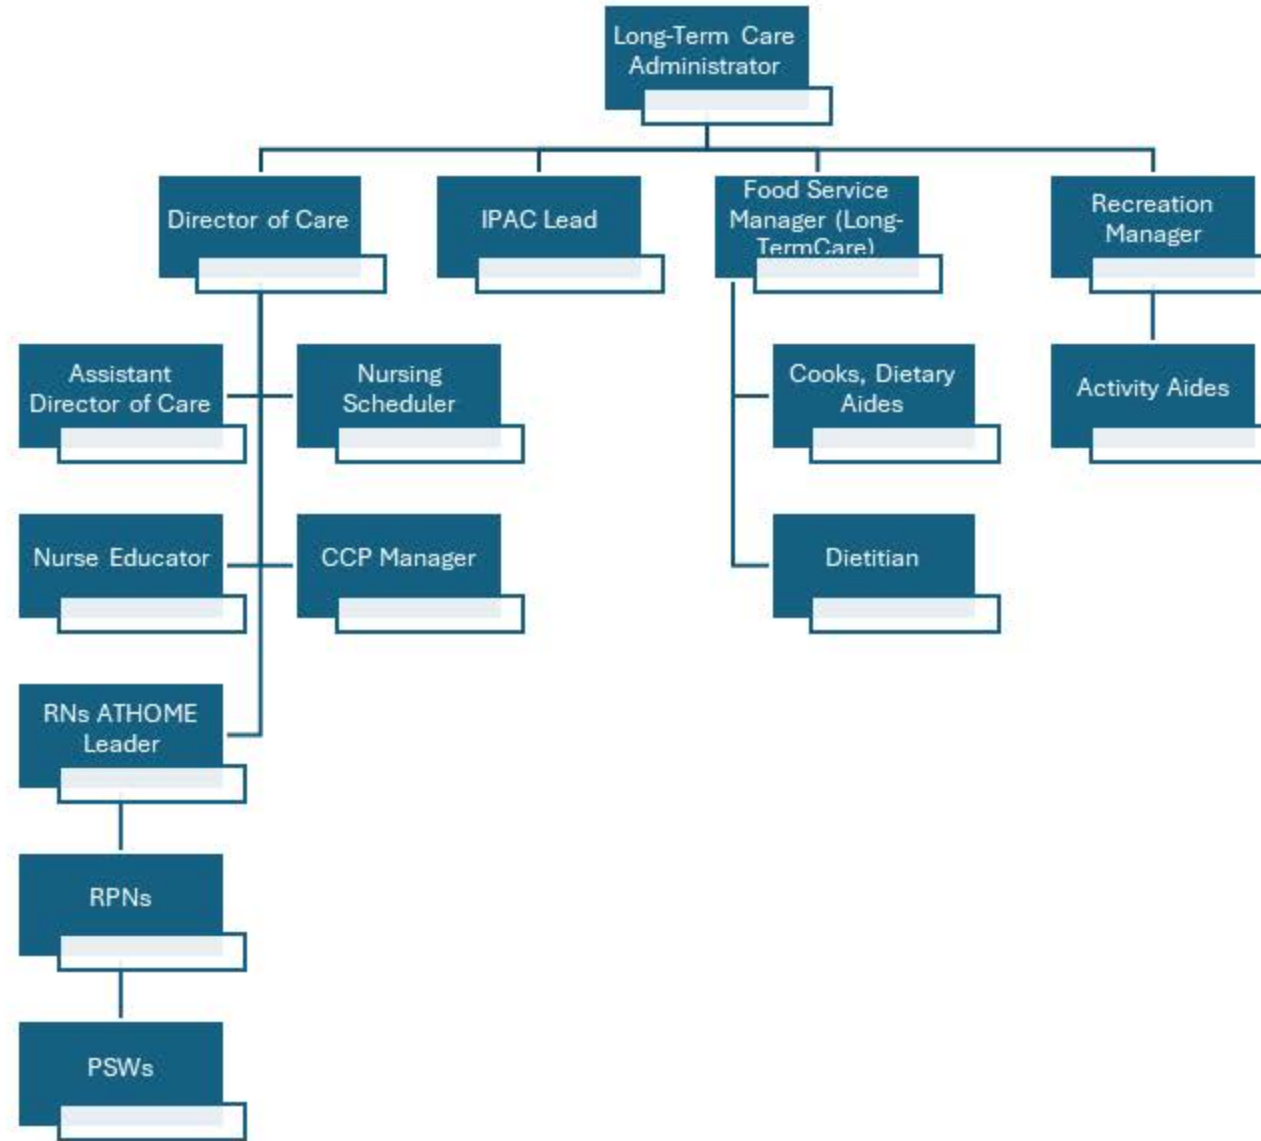 Long-Term Care
Administrator
Director of Care
IPAC Lead
Food Service
Manager (Long-
TermCare)
Recreation
Manager
Assistant
Director of Care
Nursing
Scheduler
Cooks, Dietary
Aides
Activity Aides
Nurse Educator
CCP Manager
Dietitian
RNs ATHOME
Leader
RPNs
PSWs